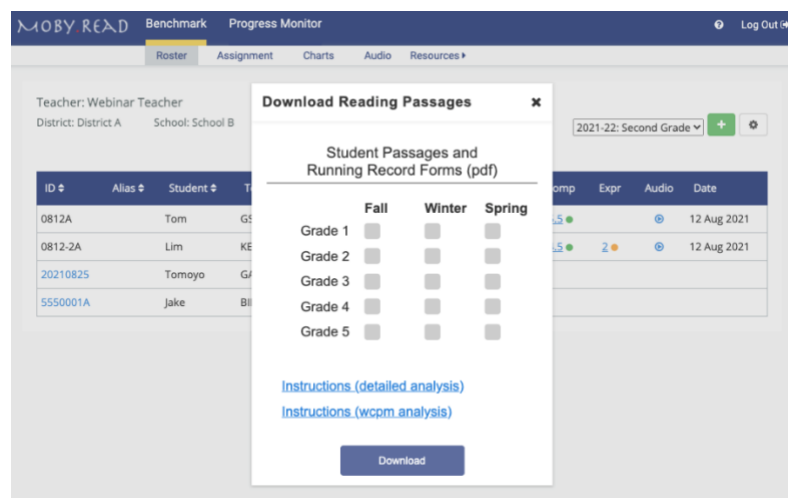 MOBY.READ Benchmark Progress Monitor Log Out
Roster Assignment Charts Audio Resources
Teacher: Webinar Teacher
District: District A School: School B
2021-22: Second Grade
Download Reading Passages
Student Passages and
Running Record Forms (pdf)
Fall Winter Spring
Grade 1
Grade 2
Grade 3
Grade 4
Grade 5
Instructions (detailed analysis)
Instructions (wcpm analysis)
Download
ID Alias Student Expr Audio Date
0812A Tom 12 Aug 2021
0812-2A Lim 2 12 Aug 2021
20210825 Tomoyo
5550001A Jake